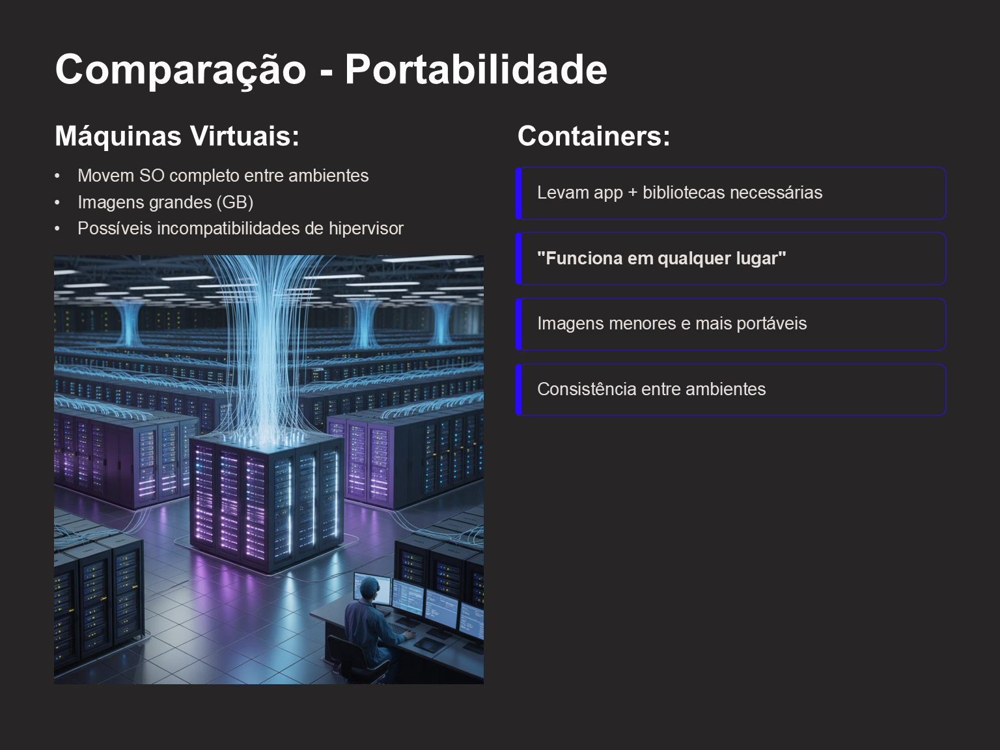 Comparação - Portabilidade
Máquinas Virtuais:
• Movem SO completo entre ambientes
• Imagens grandes (GB)
• Possíveis incompatibilidades de hipervisor
Containers:
Levam app + bibliotecas necessárias
"Funciona em qualquer lugar"
Imagens menores e mais portáveis
Consistência entre ambientes